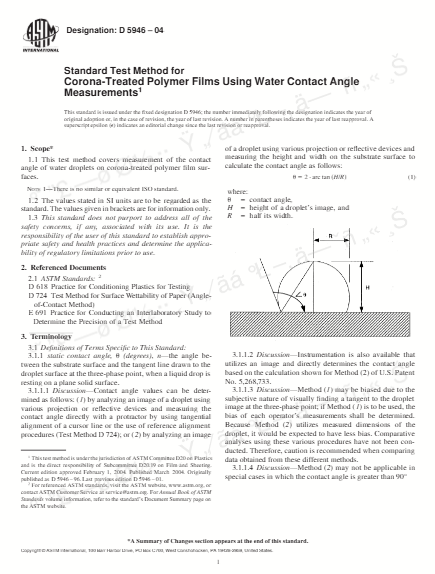 Designation: D 5946 – 04
INTERNATIONAL
Standard Test Method for
Corona-Treated Polymer Films Using Water Contact Angle
Measurements1
This standard is issued under the fixed designation D 5946; the number immediately following the designation indicates the year of
original adoption or, in the case of revision, the year of last revision. A number in parentheses indicates the year of last reapproval. A
superscript epsilon (e) indicates an editorial change since the last revision or reapproval.
1. Scope*
1.1 This test method covers measurement of the contact
angle of water droplets on corona-treated polymer film sur-
faces.
NOTE 1—There is no similar or equivalent ISO standard.
1.2 The values stated in SI units are to be regarded as the
standard. The values given in brackets are for information only.
1.3 This standard does not purport to address all of the
safety concerns, if any, associated with its use. It is the
responsibility of the user of this standard to establish appro-
priate safety and health practices and determine the applica-
bility of regulatory limitations prior to use.
2. Referenced Documents
2.1 ASTM Standards: 2
D 618 Practice for Conditioning Plastics for Testing
D 724 Test Method for Surface Wettability of Paper (Angle-
of-Contact Method)
E 691 Practice for Conducting an Interlaboratory Study to
Determine the Precision of a Test Method
3. Terminology
3.1 Definitions of Terms Specific to This Standard:
3.1.1 static contact angle, θ (degrees), n—the angle be-
tween the substrate surface and the tangent line drawn to the
droplet surface at the three-phase point, when a liquid drop is
resting on a plane solid surface.
3.1.1.1 Discussion—Contact angle values can be deter-
mined as follows: (1) by analyzing an image of a droplet using
various projection or reflective devices and measuring the
contact angle directly with a protractor by using tangential
alignment of a cursor line or the use of reference alignment
procedures (Test Method D 724); or (2) by analyzing an image
1 This test method is under the jurisdiction of ASTM Committee D20 on Plastics
and is the direct responsibility of Subcommittee D20.19 on Film and Sheeting.
Current edition approved February 1, 2004. Published March 2004. Originally
published as D 5946 – 96. Last previous edition D 5946 – 01.
2 For referenced ASTM standards, visit the ASTM website, www.astm.org, or
contact ASTM Customer Service at service@astm.org. For Annual Book of ASTM
Standards volume information, refer to the standard's Document Summary page on
the ASTM website.
of a droplet using various projection or reflective devices and
measuring the height and width on the substrate surface to
calculate the contact angle as follows:
θ = 2 · arc tan (H/R) (1)
where:
θ = contact angle,
H = height of a droplet's image, and
R = half its width.
R
H
θ
3.1.1.2 Discussion—Instrumentation is also available that
utilizes an image and directly determines the contact angle
based on the calculation shown for Method (2) of U.S. Patent
No. 5,268,733.
3.1.1.3 Discussion—Method (1) may be biased due to the
subjective nature of visually finding a tangent to the droplet
image at the three-phase point; if Method (1) is to be used, the
bias of each operator's measurements shall be determined.
Because Method (2) utilizes measured dimensions of the
droplet, it would be expected to have less bias. Comparative
analyses using these various procedures have not been con-
ducted. Therefore, caution is recommended when comparing
data obtained from these different methods.
3.1.1.4 Discussion—Method (2) may not be applicable in
special cases in which the contact angle is greater than 90°
*A Summary of Changes section appears at the end of this standard.
Copyright © ASTM International, 100 Barr Harbor Drive, PO Box C700, West Conshohocken, PA 19428-2959, United States.
1